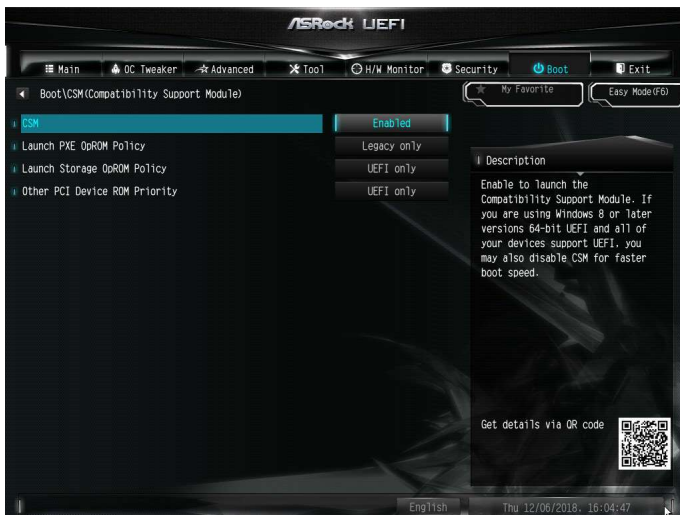 ASRock UEFI
Main OC Tweaker Advanced Tool H/W Monitor Security Boot Exit
Boot\CSM(Compatibility Support Module)
My Favorite Easy Mode(F6)
CSM Enabled
Launch PXE OpROM Policy Legacy only
Launch Storage OpROM Policy UEFI only
Other PCI Device ROM Priority UEFI only
Description
Enable to launch the
Compatibility Support Module. If
you are using Windows 8 or later
versions 64-bit UEFI and all of
your devices support UEFI, you
may also disable CSM for faster
boot speed.
Get details via QR code
English Thu 12/06/2018. 16:04:47